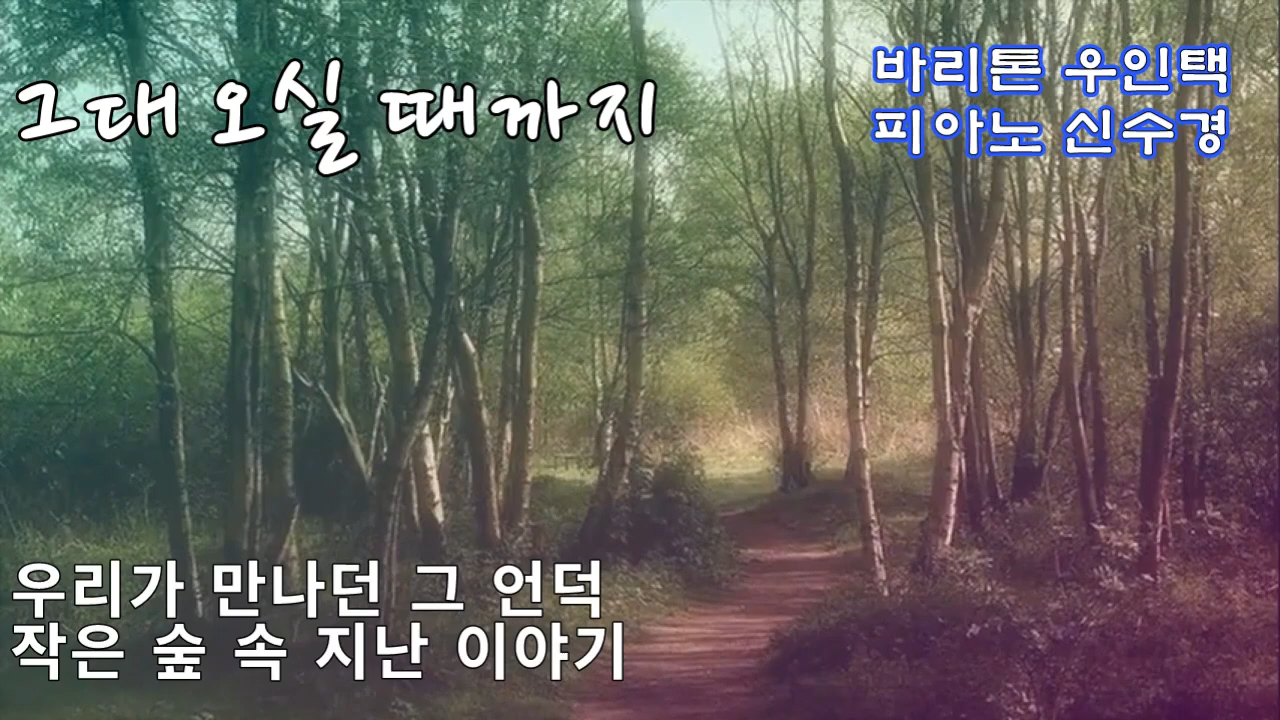 그대 오실 때까지
바리톤 우인택
피아노 신수경
우리가 만나던 그 언덕
작은 숲 속 지난 이야기